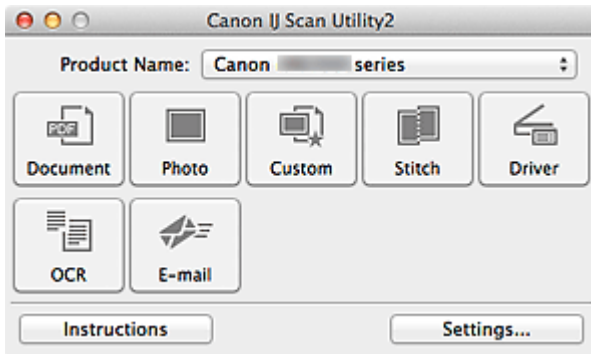 Canon IJ Scan Utility2
Product Name: Canon series
PDF
Document Photo Custom Stitch Driver
OCR E-mail
Instructions Settings...